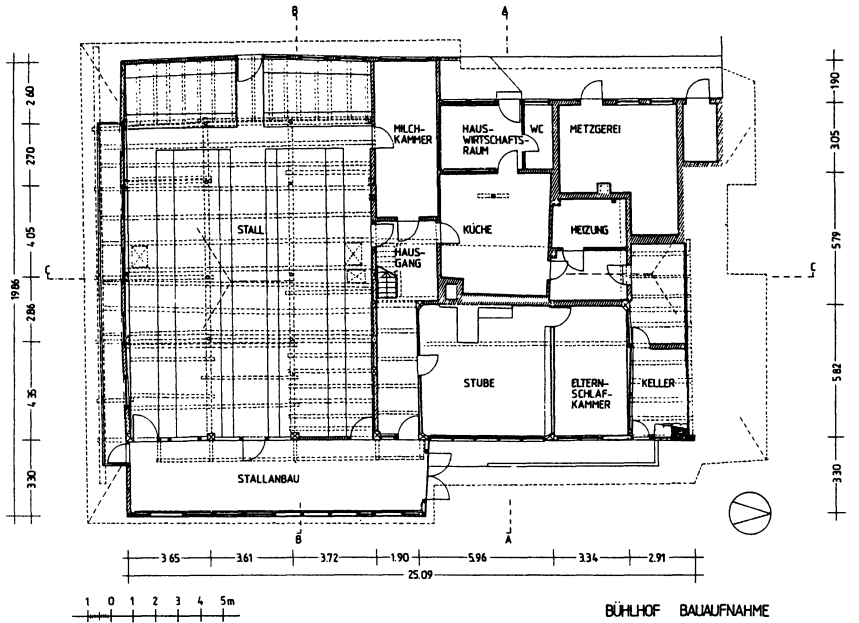 B
A
MILCH-
KAMMER
HAUS-
WIRTSCHAFTS-
RAUM
WC
METZGEREI
STALL
HAUS-
GANG
KÜCHE
HEIZUNG
C
C
STUBE
ELTERN-
SCHLAF-
KAMMER
KELLER
STALLANBAU
B
A
19.86
2 60
2 70
4 05
2 86
4 35
3 30
1.90
3.05
5.79
5.82
3.30
3 65
3.61
3.72
1.90
5.96
3.34
2.91
25.09
1 0 1 2 3 4 5m
BÜHLHOF BAUAUFNAHME